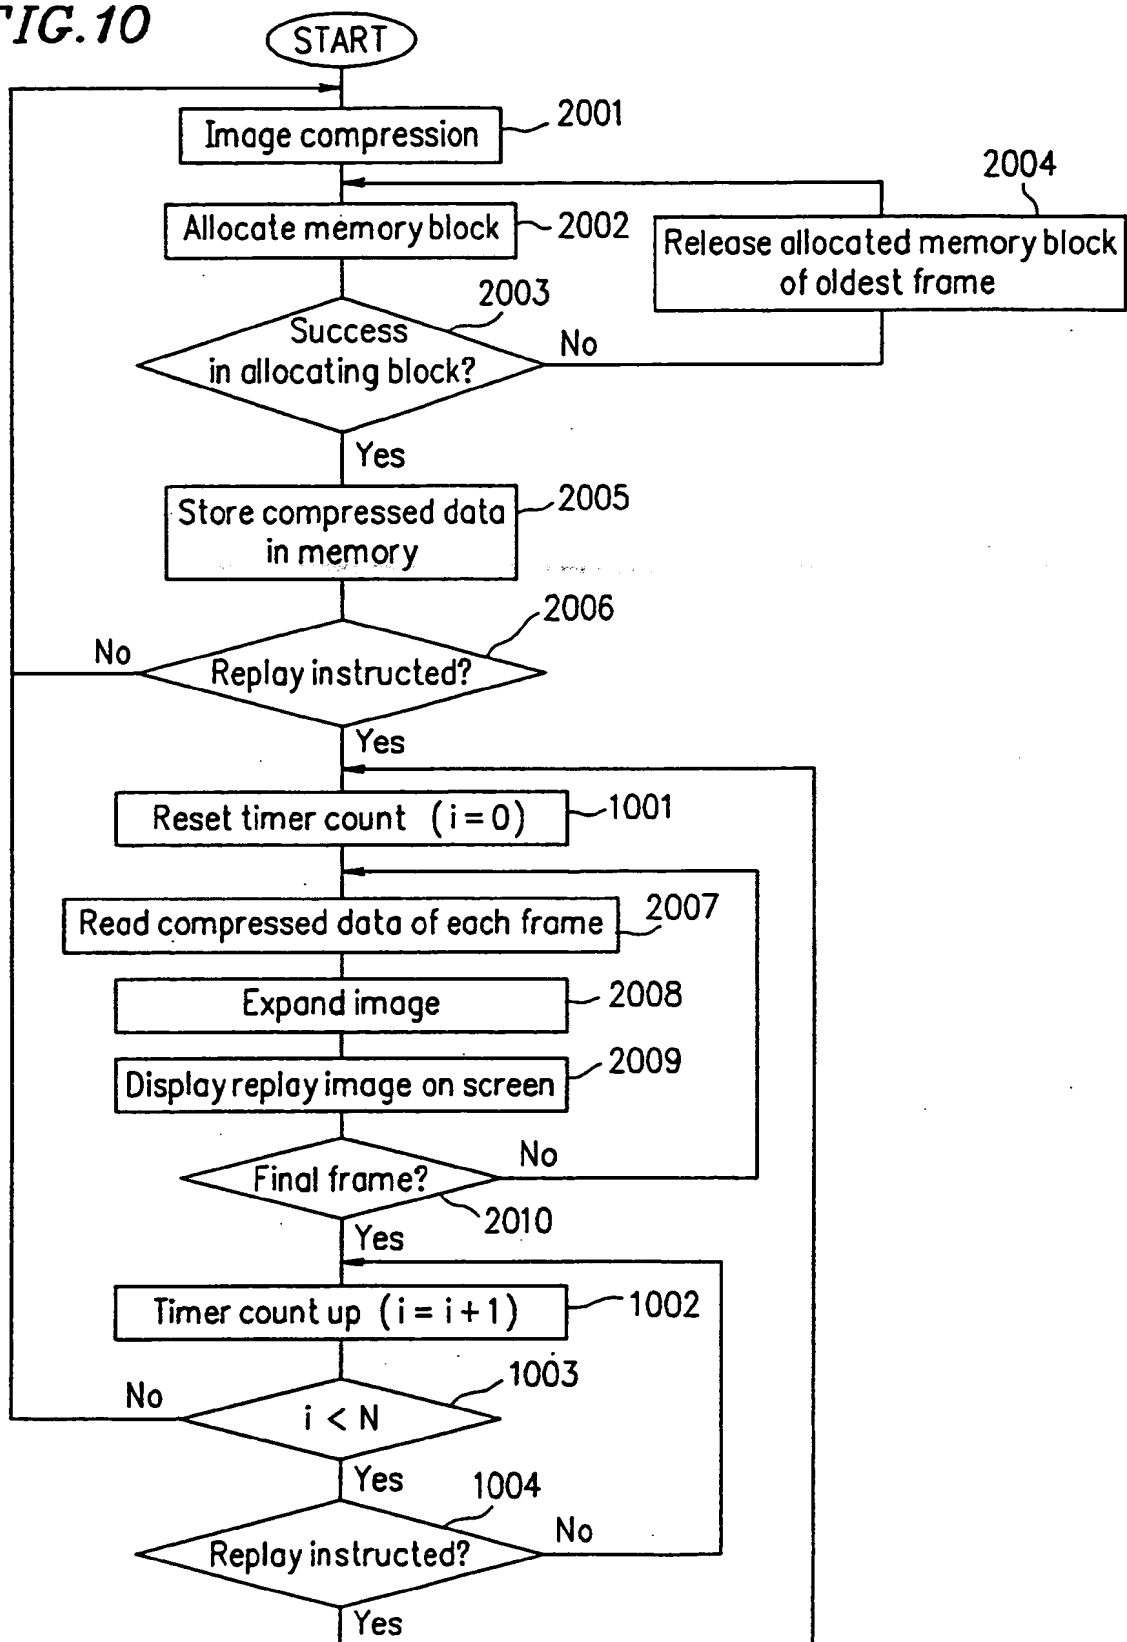 FIG.10
START
Image compression
2001
2004
Allocate memory block
2002
Release allocated memory block
of oldest frame
2003
Success
in allocating block?
No
Yes
Store compressed data
in memory
2005
2006
No
Replay instructed?
Yes
Reset timer count (i=0)
1001
Read compressed data of each frame
2007
Expand image
2008
Display replay image on screen
2009
Final frame?
No
2010
Yes
Timer count up (i=i+1)
1002
1003
No
i < N
Yes
1004
Replay instructed?
No
Yes